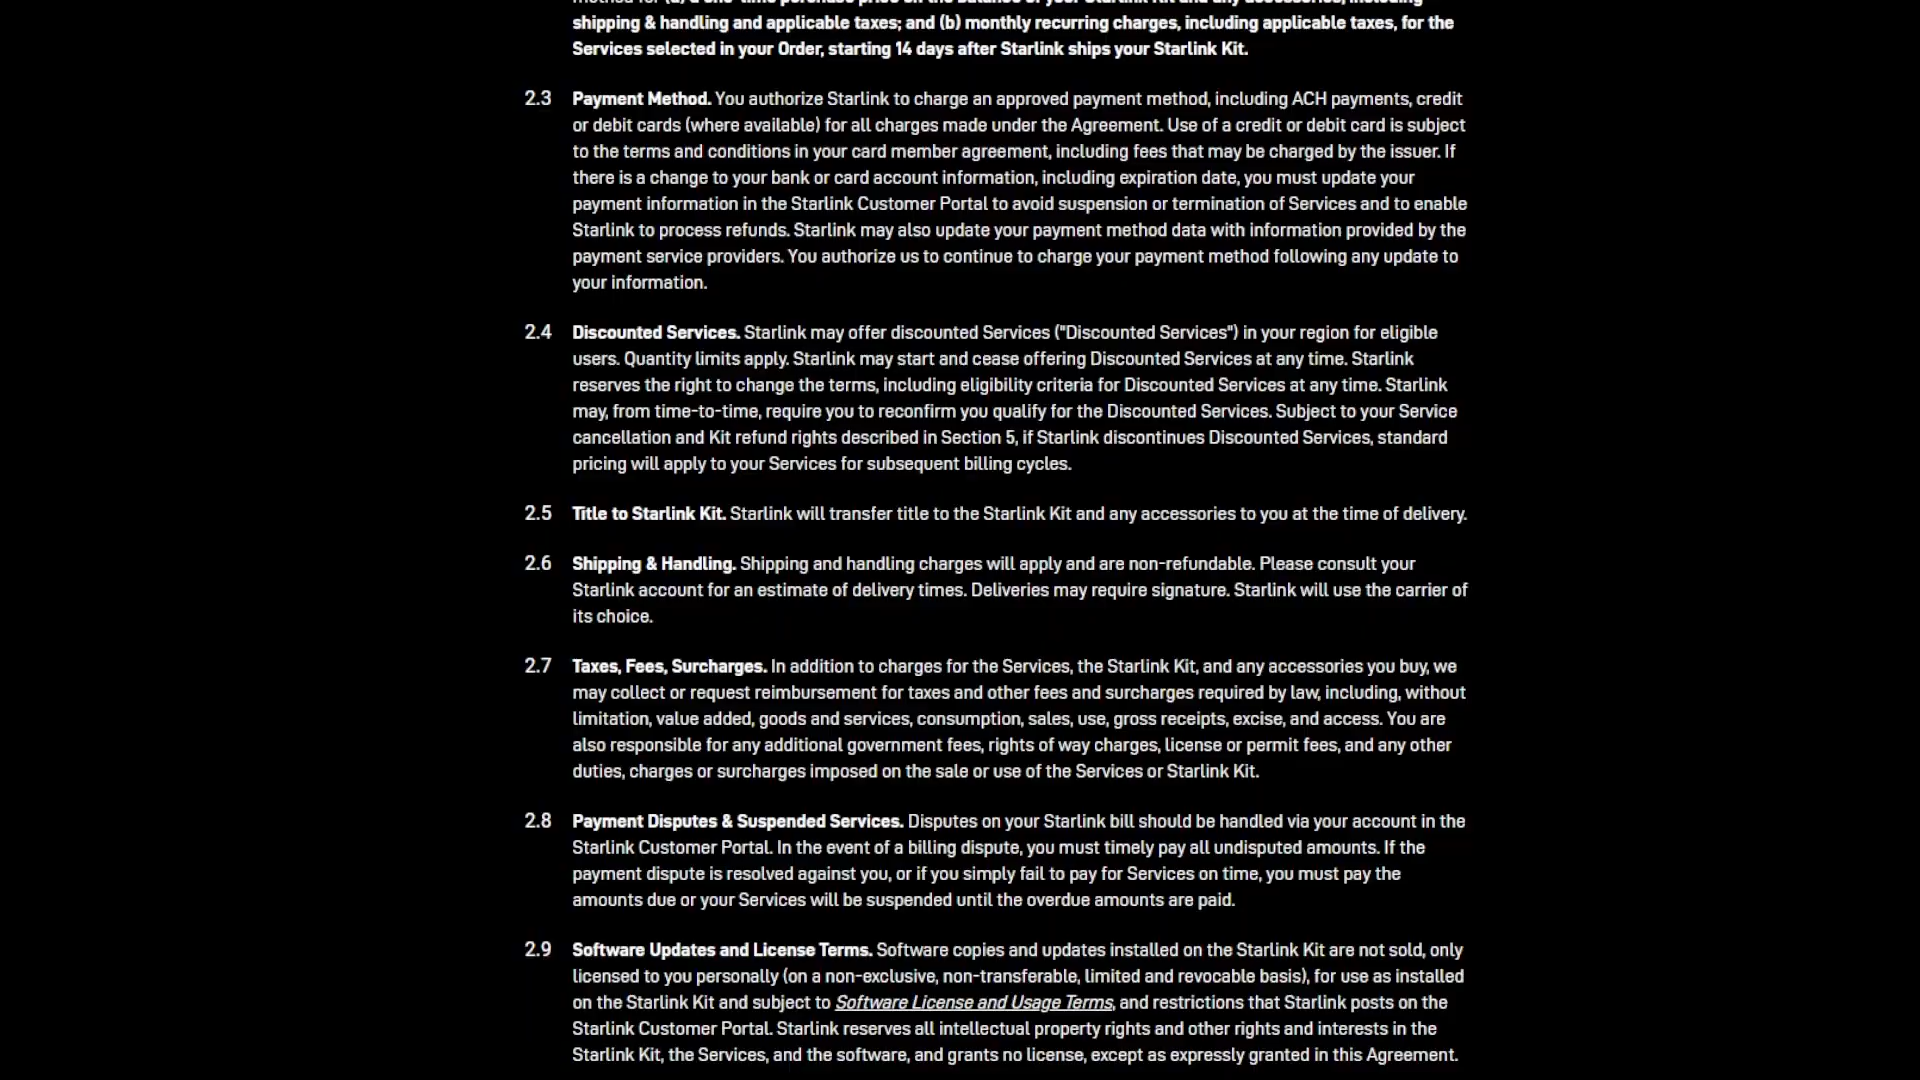 shipping & handling and applicable taxes; and (b) monthly recurring charges, including applicable taxes, for the
Services selected in your Order, starting 14 days after Starlink ships your Starlink Kit.
2.3 Payment Method. You authorize Starlink to charge an approved payment method, including ACH payments, credit
or debit cards (where available) for all charges made under the Agreement. Use of a credit or debit card is subject
to the terms and conditions in your card member agreement, including fees that may be charged by the issuer. If
there is a change to your bank or card account information, including expiration date, you must update your
payment information in the Starlink Customer Portal to avoid suspension or termination of Services and to enable
Starlink to process refunds. Starlink may also update your payment method data with information provided by the
payment service providers. You authorize us to continue to charge your payment method following any update to
your information.
2.4 Discounted Services. Starlink may offer discounted Services ("Discounted Services") in your region for eligible
users. Quantity limits apply. Starlink may start and cease offering Discounted Services at any time. Starlink
reserves the right to change the terms, including eligibility criteria for Discounted Services at any time. Starlink
may, from time-to-time, require you to reconfirm you qualify for the Discounted Services. Subject to your Service
cancellation and Kit refund rights described in Section 5, if Starlink discontinues Discounted Services, standard
pricing will apply to your Services for subsequent billing cycles.
2.5 Title to Starlink Kit. Starlink will transfer title to the Starlink Kit and any accessories to you at the time of delivery.
2.6 Shipping & Handling. Shipping and handling charges will apply and are non-refundable. Please consult your
Starlink account for an estimate of delivery times. Deliveries may require signature. Starlink will use the carrier of
its choice.
2.7 Taxes, Fees, Surcharges. In addition to charges for the Services, the Starlink Kit, and any accessories you buy, we
may collect or request reimbursement for taxes and other fees and surcharges required by law, including, without
limitation, value added, goods and services, consumption, sales, use, gross receipts, excise, and access. You are
also responsible for any additional government fees, rights of way charges, license or permit fees, and any other
duties, charges or surcharges imposed on the sale or use of the Services or Starlink Kit.
2.8 Payment Disputes & Suspended Services. Disputes on your Starlink bill should be handled via your account in the
Starlink Customer Portal. In the event of a billing dispute, you must timely pay all undisputed amounts. If the
payment dispute is resolved against you, or if you simply fail to pay for Services on time, you must pay the
amounts due or your Services will be suspended until the overdue amounts are paid.
2.9 Software Updates and License Terms. Software copies and updates installed on the Starlink Kit are not sold, only
licensed to you personally (on a non-exclusive, non-transferable, limited and revocable basis), for use as installed
on the Starlink Kit and subject to Software License and Usage Terms, and restrictions that Starlink posts on the
Starlink Customer Portal. Starlink reserves all intellectual property rights and other rights and interests in the
Starlink Kit, the Services, and the software, and grants no license, except as expressly granted in this Agreement.